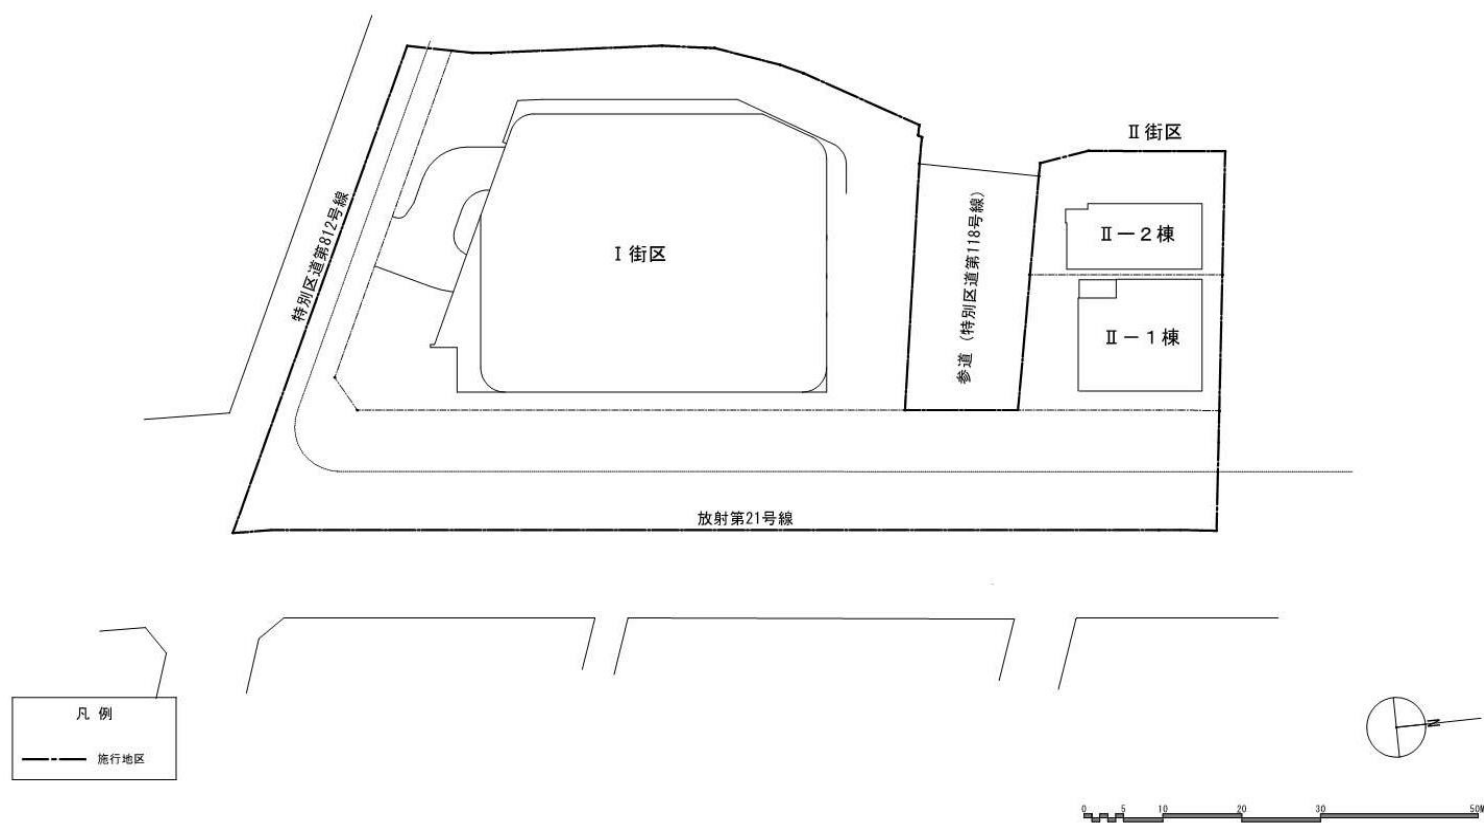 Ⅱ街区
Ⅱ－２棟
Ⅰ街区
特別区道第812号線
参道（特別区道第118号線）
Ⅱ－１棟
放射第21号線
凡 例
施行地区
N
0 5 10 20 30 50M